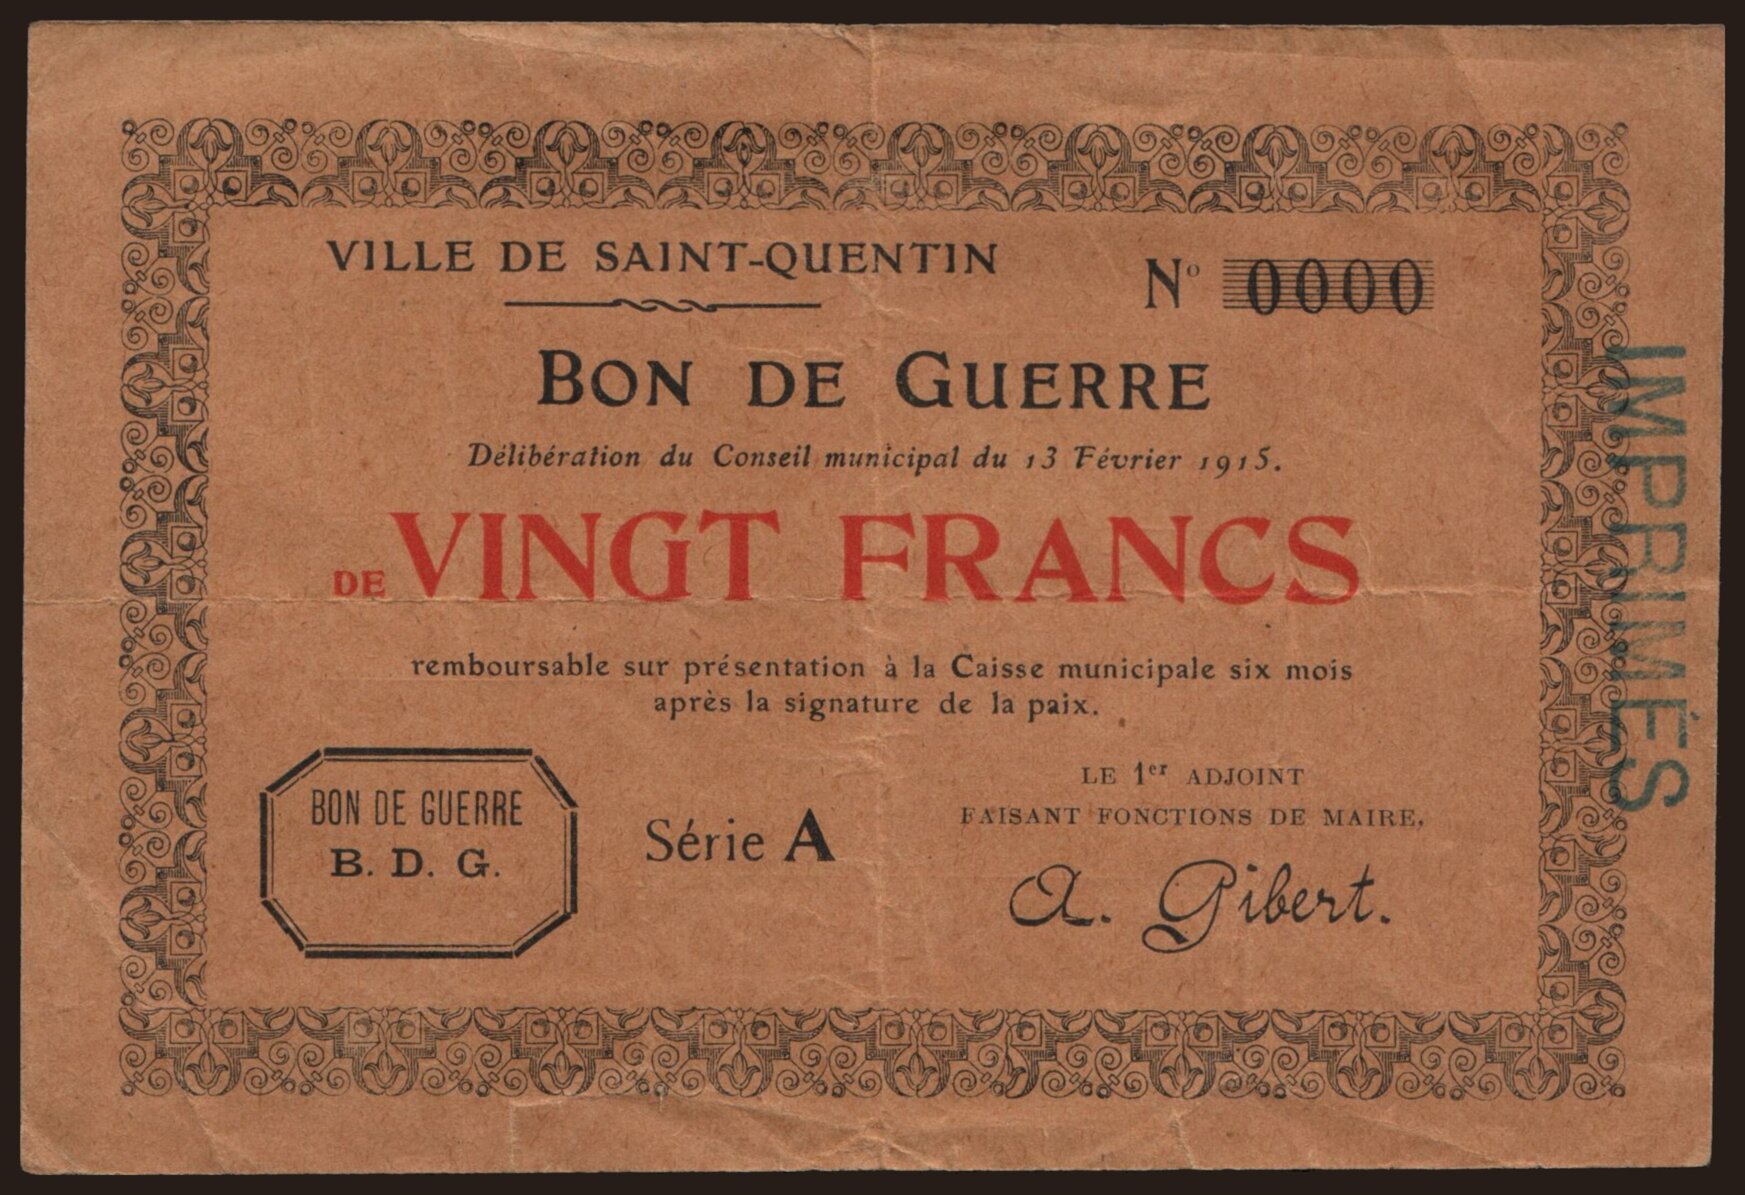 VILLE DE SAINT-QUENTIN
Nº 0000
BON DE GUERRE
Délibération du Conseil municipal du 13 Février 1915.
DE VINGT FRANCS
remboursable sur présentation à la Caisse municipale six mois
après la signature de la paix.
BON DE GUERRE
B. D. G.
Série A
LE 1er ADJOINT
FAISANT FONCTIONS DE MAIRE,
A. Gibert.
IMPRIMÉS